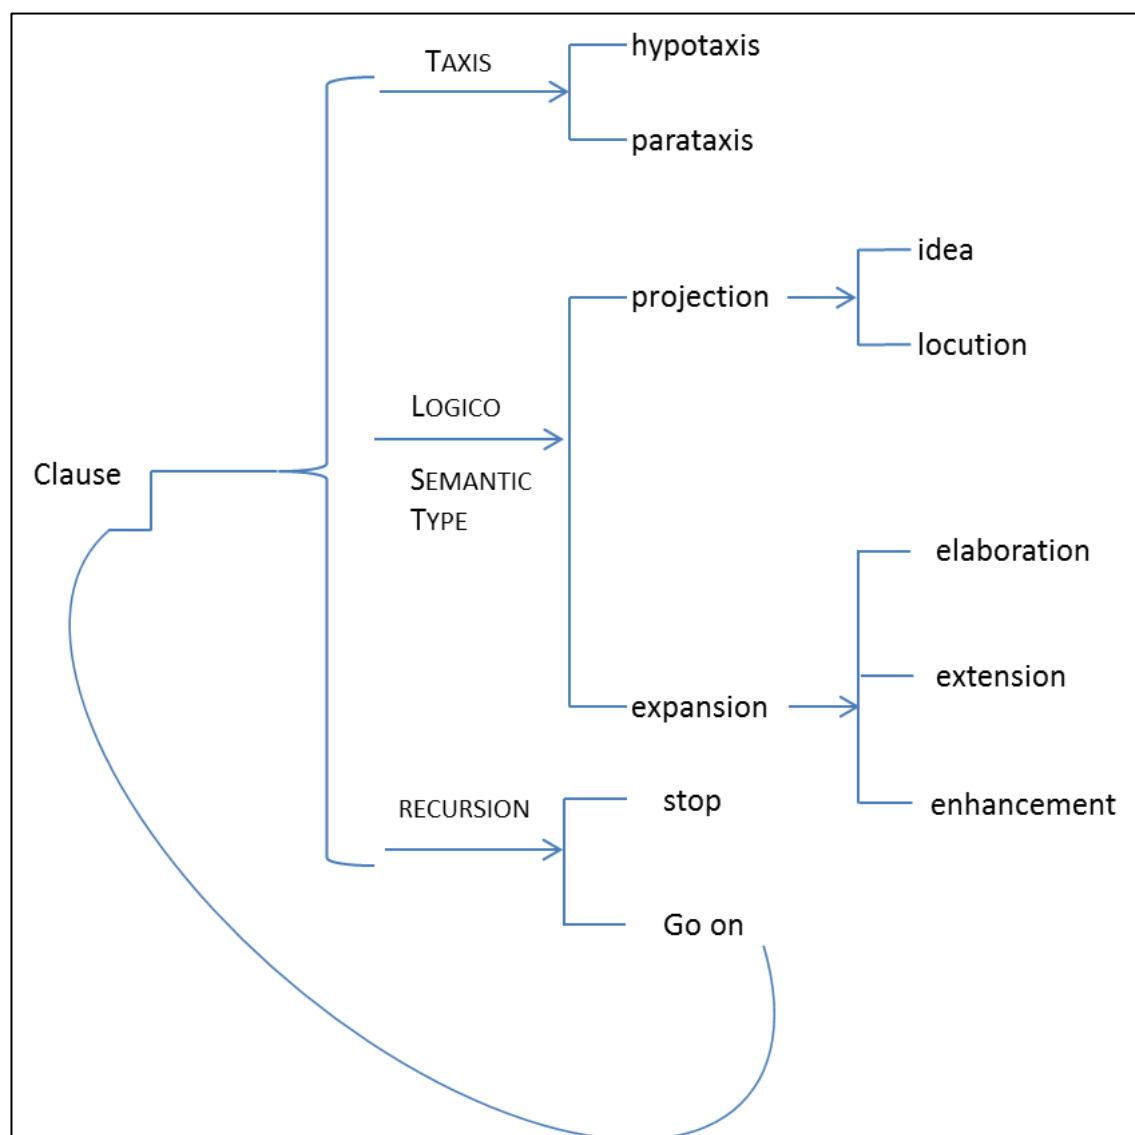 hypotaxis
TAXIS
parataxis
idea
projection
locution
LOGICO
Clause
SEMANTIC
TYPE
elaboration
extension
expansion
stop
enhancement
RECURSION
Go on